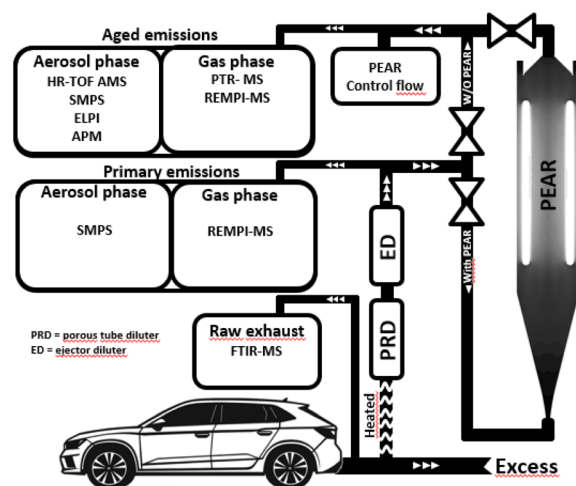 Aged emissions
Aerosol phase
HR-TOF AMS
SMPS
ELPI
APM
Gas phase
PTR- MS
REMPI-MS
PEAR
Control flow
W/O PEAR
PEAR
Primary emissions
Aerosol phase
SMPS
Gas phase
REMPI-MS
ED
With PEAR
PRD = porous tube diluter
ED = ejector diluter
Raw exhaust
FTIR-MS
PRD
Heated
Excess